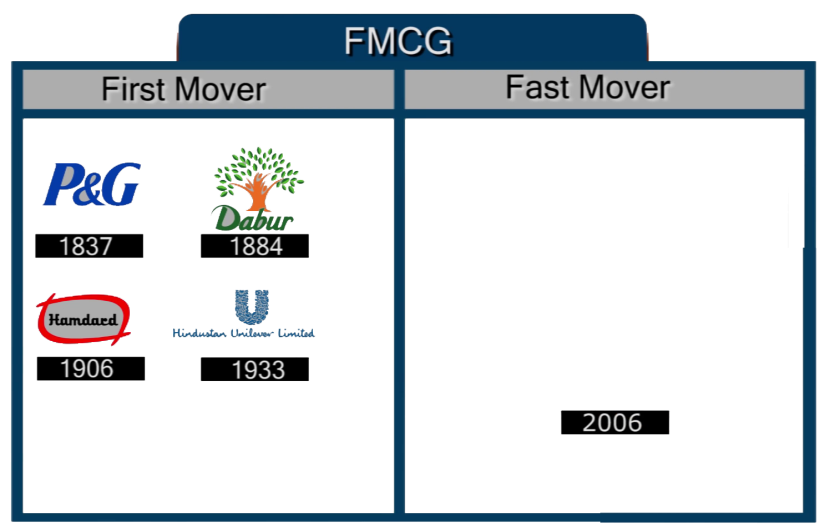 FMCG
First Mover
Fast Mover
P&G
Dabur
1837
1884
Hamdard
Hindustan Unilever Limited
1906
1933
2006